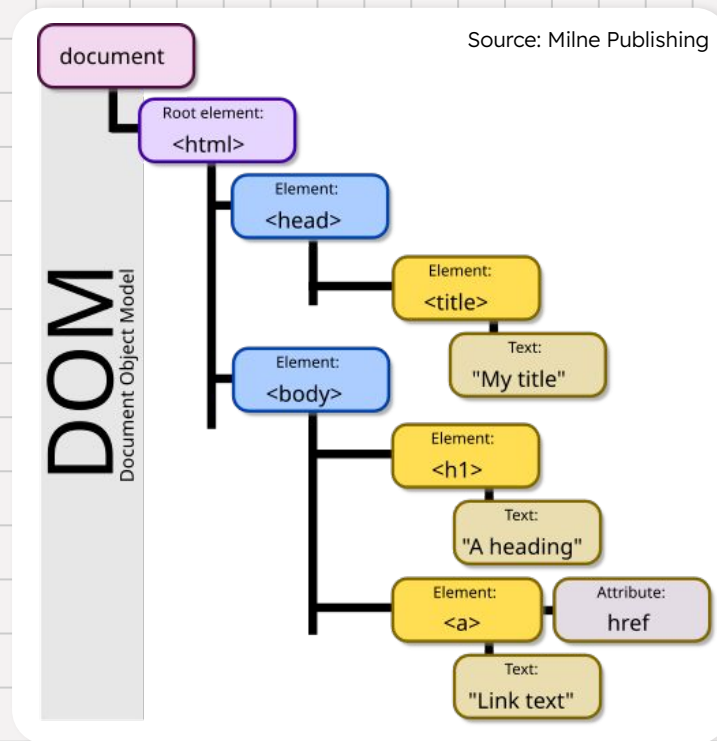 Source: Milne Publishing
document
Root element:
<html>
Element:
<head>
Element:
<title>
Text:
"My title"
Element:
<body>
Element:
<h1>
Text:
"A heading"
Element:
<a>
Attribute:
href
Text:
"Link text"
DOM
Document Object Model